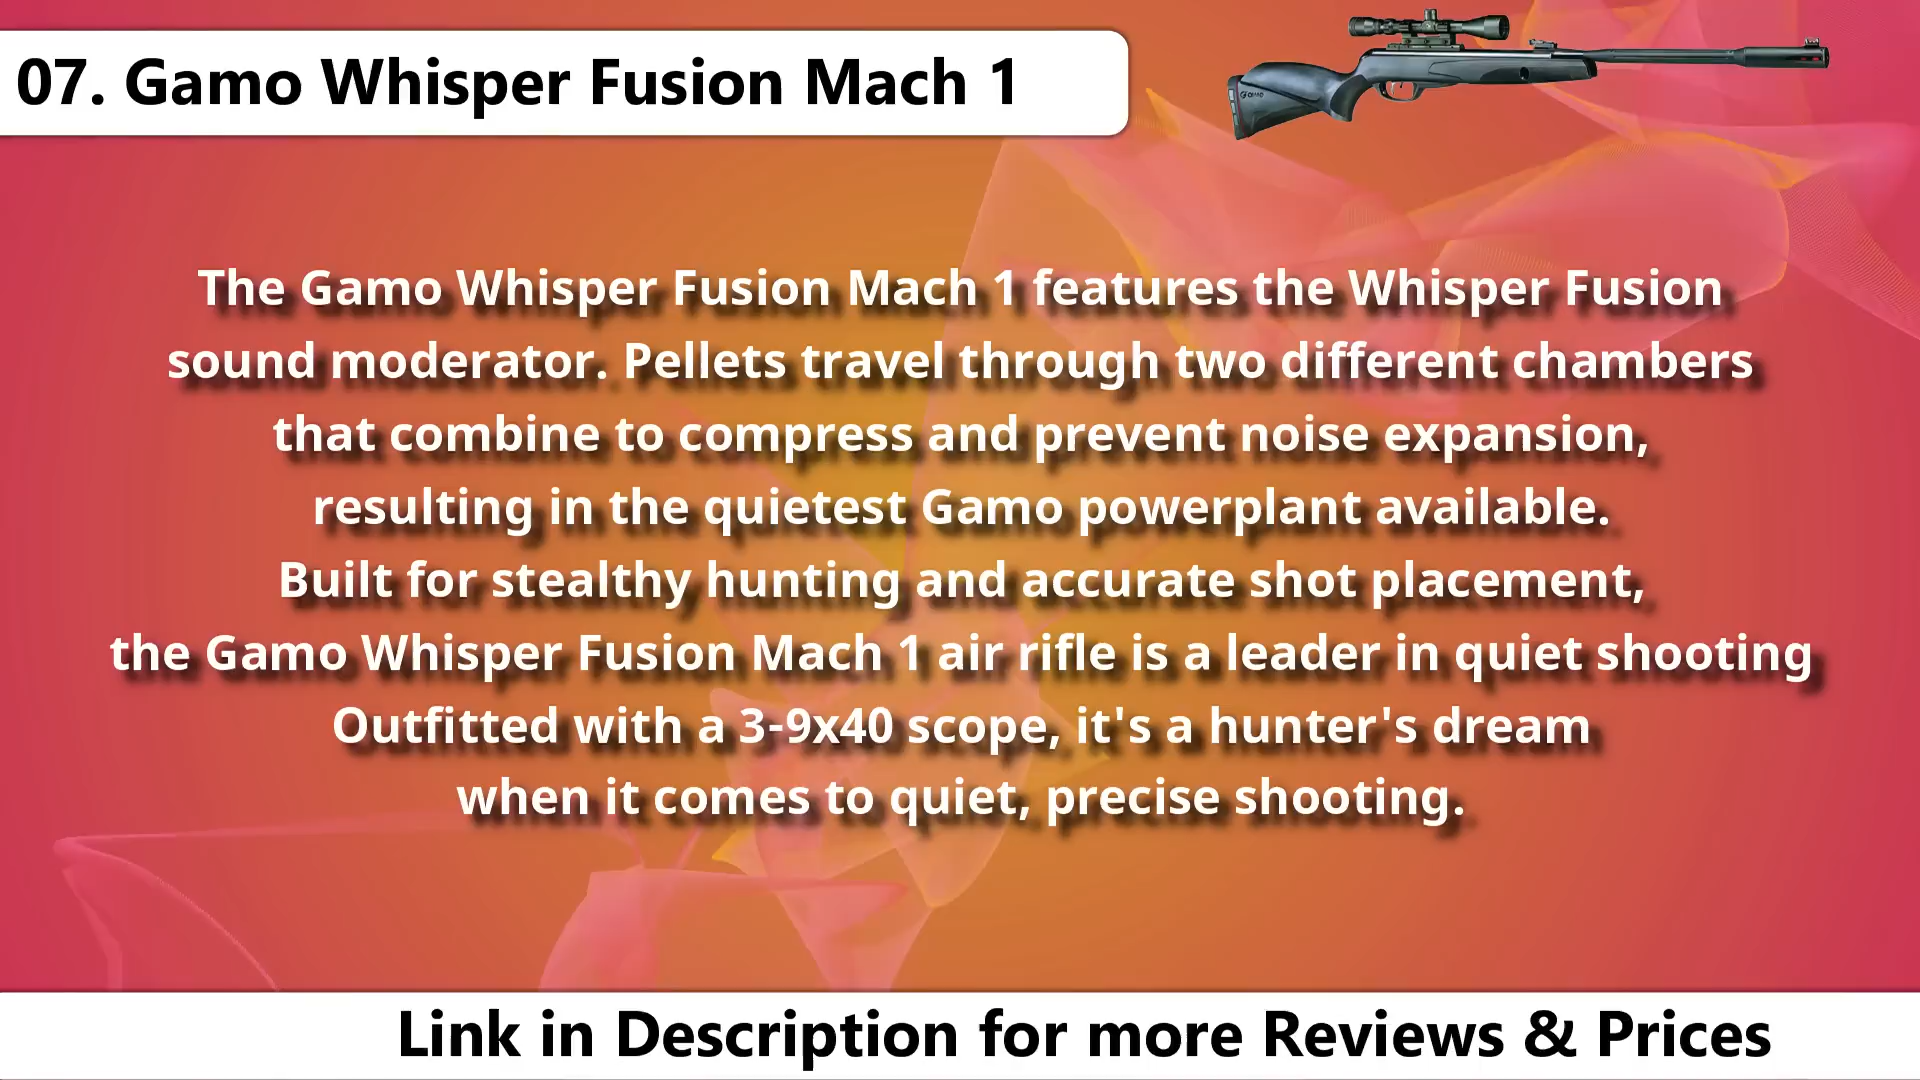 07. Gamo Whisper Fusion Mach 1
GAMO
The Gamo Whisper Fusion Mach 1 features the Whisper Fusion
sound moderator. Pellets travel through two different chambers
that combine to compress and prevent noise expansion,
resulting in the quietest Gamo powerplant available.
Built for stealthy hunting and accurate shot placement,
the Gamo Whisper Fusion Mach 1 air rifle is a leader in quiet shooting
Outfitted with a 3-9x40 scope, it's a hunter's dream
when it comes to quiet, precise shooting.
Link in Description for more Reviews & Prices